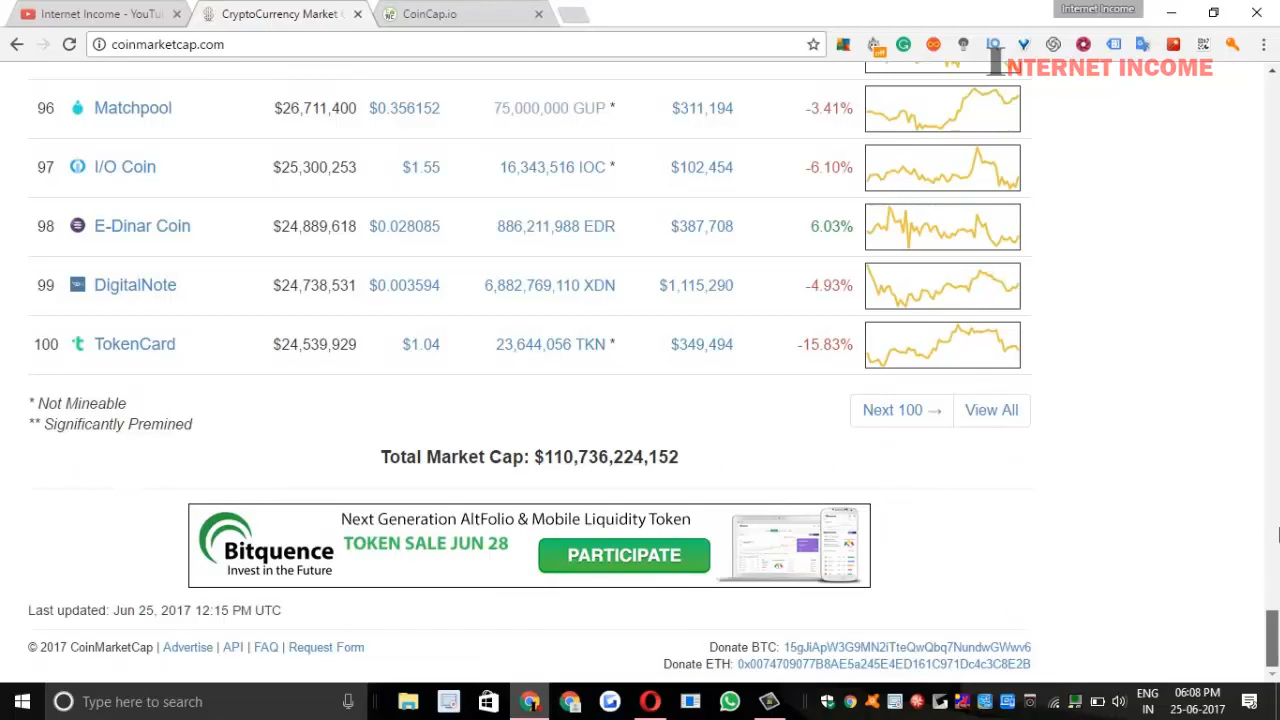 Internet Income - YouTu
CryptoCurrency Market
CoinCap.io
Internet Income
coinmarketcap.com
off
INTERNET INCOME
96 Matchpool $26,711,400 $0.356152 75,000,000 GUP * $311,194 -3.41%
97 I/O Coin $25,300,253 $1.55 16,343,516 IOC * $102,454 -6.10%
98 E-Dinar Coin $24,889,618 $0.028085 886,211,988 EDR $387,708 6.03%
99 DigitalNote $24,738,531 $0.003594 6,882,769,110 XDN $1,115,290 -4.93%
100 TokenCard $24,539,929 $1.04 23,644,056 TKN * $349,494 -15.83%
* Not Mineable
** Significantly Premined
Next 100 → View All
Total Market Cap: $110,736,224,152
Next Generation AltFolio & Mobile Liquidity Token
TOKEN SALE JUN 28
Bitquence
Invest in the Future
PARTICIPATE
Last updated: Jun 25, 2017 12:15 PM UTC
© 2017 CoinMarketCap | Advertise | API | FAQ | Request Form
Donate BTC: 15gJiApW3G9MN2iTteQwQbq7NundwGWwv6
Donate ETH: 0x0074709077B8AE5a245E4ED161C971Dc4c3C8E2B
Type here to search
ENG
IN
06:08 PM
25-06-2017